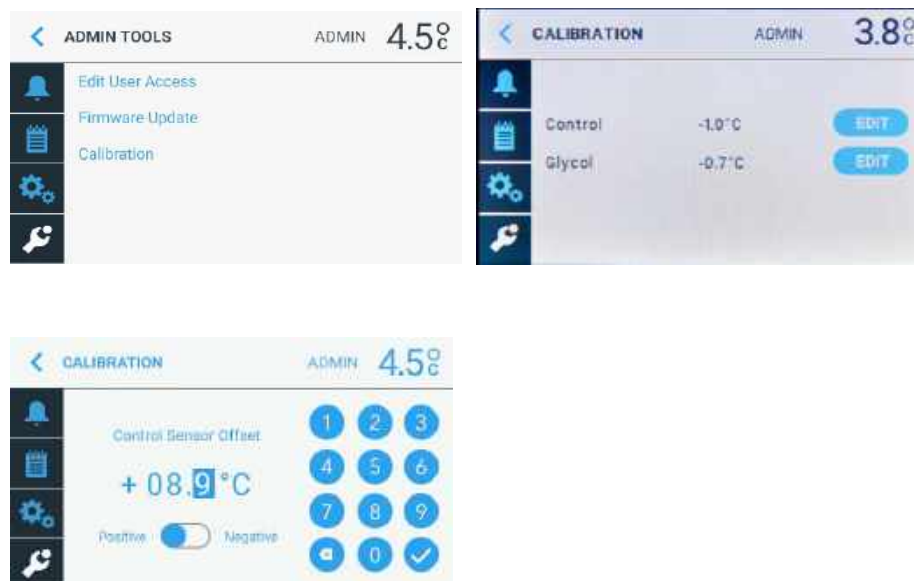 ADMIN TOOLS ADMIN 4.5°C
Edit User Access
Firmware Update
Calibration
CALIBRATION ADMIN 3.8°C
Control -1.0°C EDIT
Glycol -0.7°C EDIT
CALIBRATION ADMIN 4.5°C
Control Sensor Offset
+ 08.9°C
Positive Negative
1 2 3
4 5 6
7 8 9
0